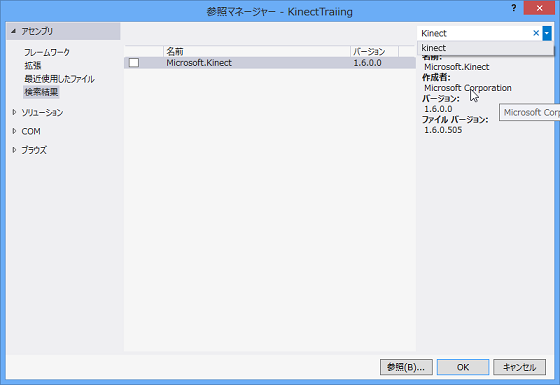 参照マネージャー - KinectTraiing
?
アセンブリ
フレームワーク
拡張
最近使用したファイル
検索結果
ソリューション
COM
ブラウズ
名前
バージョン
Microsoft.Kinect
1.6.0.0
Kinect
kinect
名前:
Microsoft.Kinect
作成者:
Microsoft Corporation
バージョン:
1.6.0.0
Microsoft Corp
ファイル バージョン:
1.6.0.505
参照(B)...
OK
キャンセル